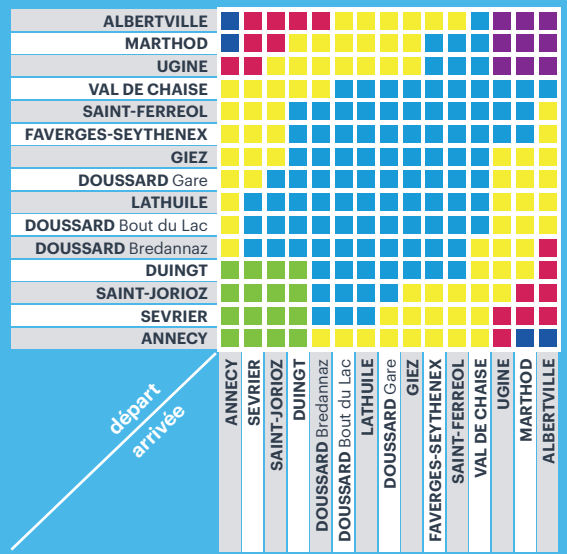 ALBERTVILLE
MARTHOD
UGINE
VAL DE CHAISE
SAINT-FERREOL
FAVERGES-SEYTHENEX
GIEZ
DOUSSARD Gare
LATHUILE
DOUSSARD Bout du Lac
DOUSSARD Bredannaz
DUINGT
SAINT-JORIOZ
SEVRIER
ANNECY
départ
arrivée
ANNECY
SEVRIER
SAINT-JORIOZ
DUINGT
DOUSSARD Bredannaz
DOUSSARD Bout du Lac
LATHUILE
DOUSSARD Gare
GIEZ
FAVERGES-SEYTHENEX
SAINT-FERREOL
VAL DE CHAISE
UGINE
MARTHOD
ALBERTVILLE